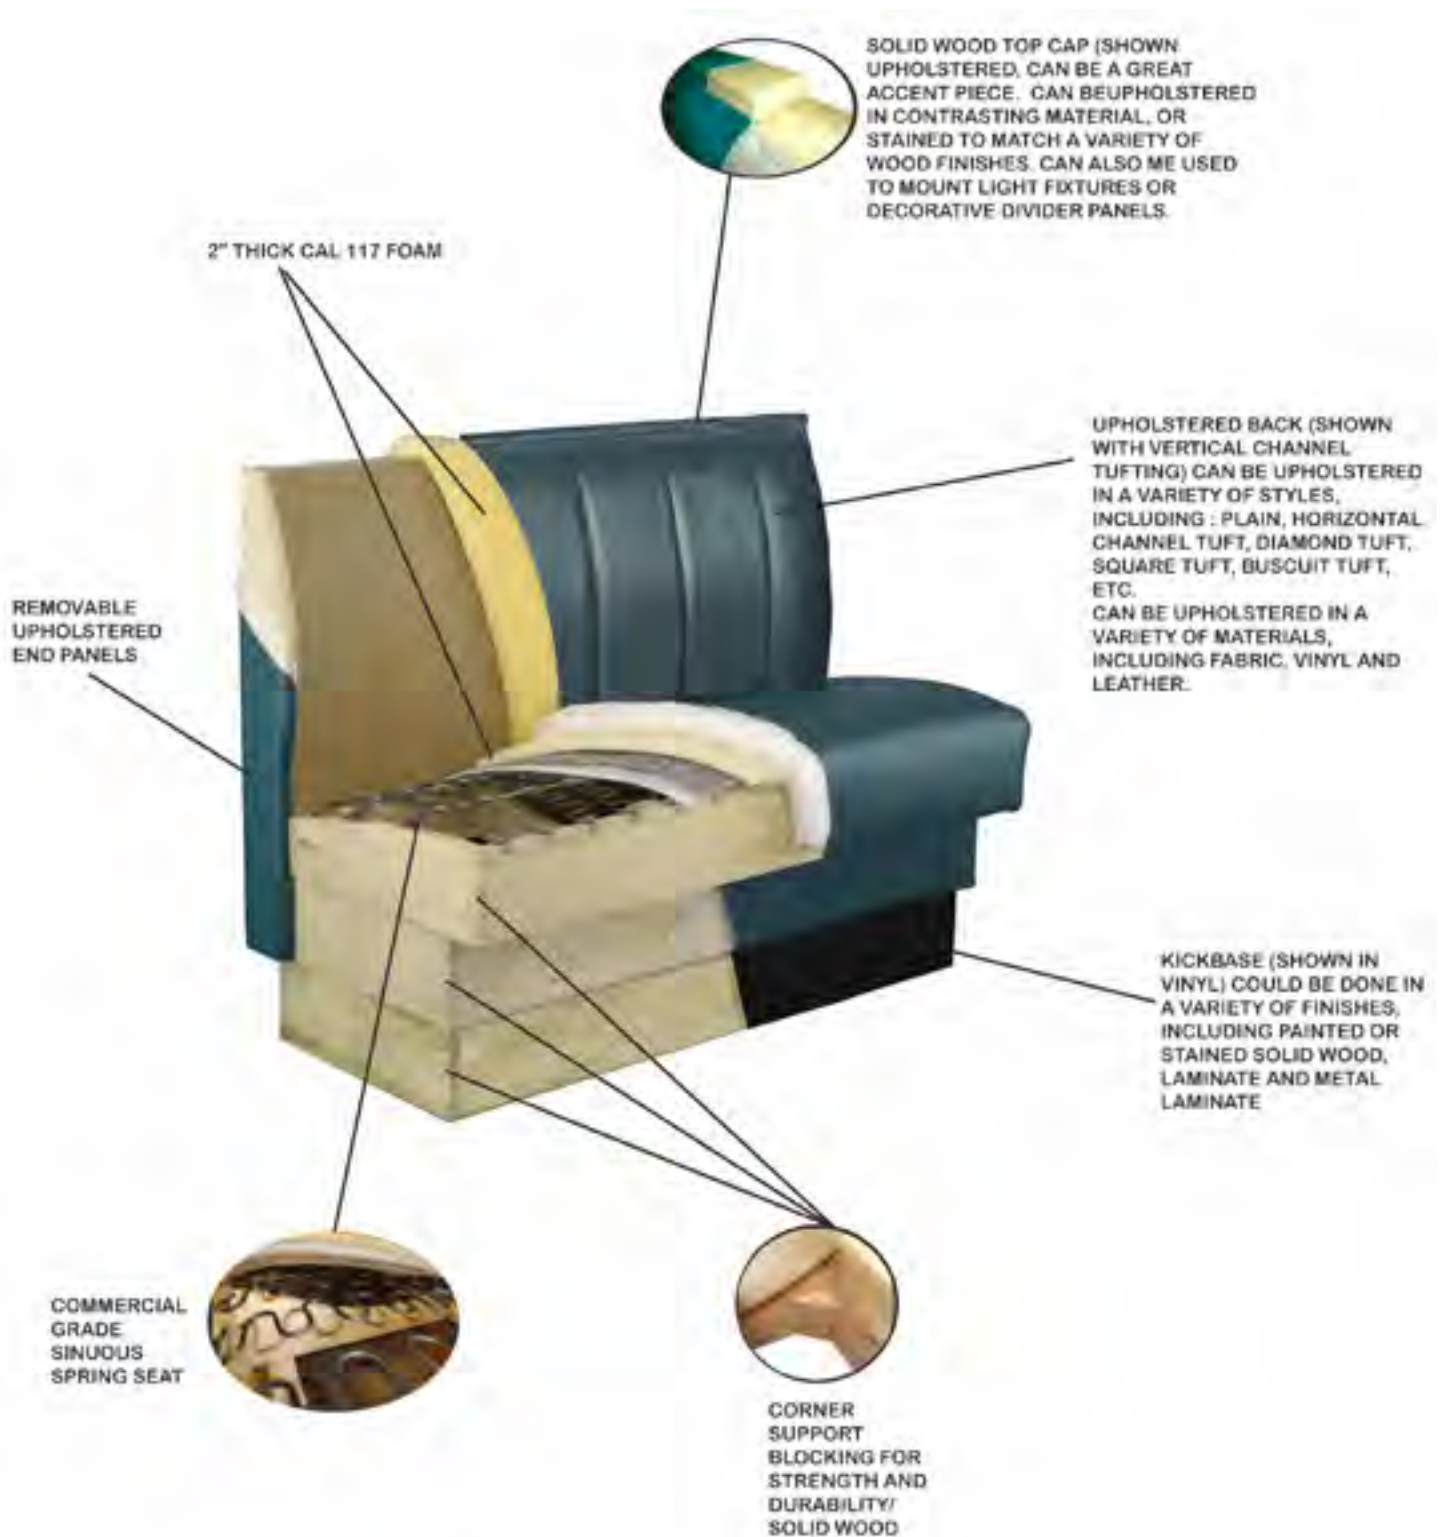 SOLID WOOD TOP CAP (SHOWN
UPHOLSTERED, CAN BE A GREAT
ACCENT PIECE. CAN BEUPHOLSTERED
IN CONTRASTING MATERIAL, OR
STAINED TO MATCH A VARIETY OF
WOOD FINISHES. CAN ALSO ME USED
TO MOUNT LIGHT FIXTURES OR
DECORATIVE DIVIDER PANELS.
2" THICK CAL 117 FOAM
UPHOLSTERED BACK (SHOWN
WITH VERTICAL CHANNEL
TUFTING) CAN BE UPHOLSTERED
IN A VARIETY OF STYLES,
INCLUDING : PLAIN, HORIZONTAL
CHANNEL TUFT, DIAMOND TUFT,
SQUARE TUFT, BUSCUIT TUFT,
ETC.
CAN BE UPHOLSTERED IN A
VARIETY OF MATERIALS,
INCLUDING FABRIC, VINYL AND
LEATHER.
REMOVABLE
UPHOLSTERED
END PANELS
KICKBASE (SHOWN IN
VINYL) COULD BE DONE IN
A VARIETY OF FINISHES,
INCLUDING PAINTED OR
STAINED SOLID WOOD,
LAMINATE AND METAL
LAMINATE
COMMERCIAL
GRADE
SINUOUS
SPRING SEAT
CORNER
SUPPORT
BLOCKING FOR
STRENGTH AND
DURABILITY/
SOLID WOOD